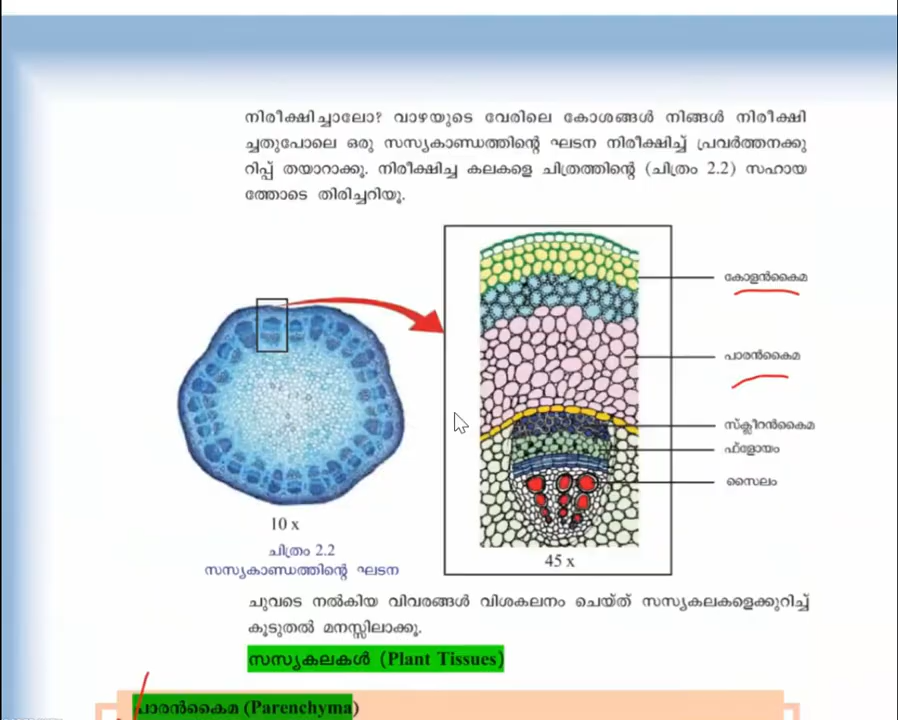 നിരീക്ഷിച്ചാലോ? വാഴയുടെ വേരിലെ കോശങ്ങൾ നിങ്ങൾ നിരീക്ഷി
ച്ചതുപോലെ ഒരു സസ്യകാണ്ഡത്തിന്റെ ഘടന നിരീക്ഷിച്ച് പ്രവർത്തനക്കു
റിപ്പ് തയാറാക്കൂ. നിരീക്ഷിച്ച കലകളെ ചിത്രത്തിന്റെ (ചിത്രം 2.2) സഹായ
ത്തോടെ തിരിച്ചറിയൂ.
കോളൻകൈമ
പാരൻകൈമ
സ്ക്ലീറൻകൈമ
ഫ്ളോയം
സൈലം
10 x
ചിത്രം 2.2
സസ്യകാണ്ഡത്തിന്റെ ഘടന
45 x
ചുവടെ നൽകിയ വിവരങ്ങൾ വിശകലനം ചെയ്ത് സസ്യകലകളെക്കുറിച്ച്
കൂടുതൽ മനസ്സിലാക്കൂ.
സസ്യകലകൾ (Plant Tissues)
പാരൻകൈമ (Parenchyma)